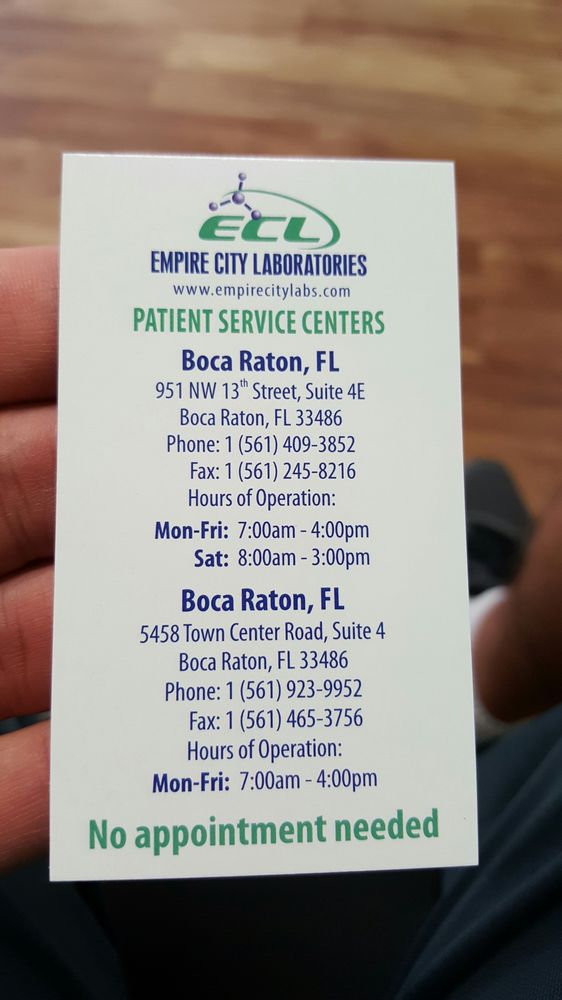 ECL
EMPIRE CITY LABORATORIES
www.empirecitylabs.com
PATIENT SERVICE CENTERS
Boca Raton, FL
951 NW 13th Street, Suite 4E
Boca Raton, FL 33486
Phone: 1 (561) 409-3852
Fax: 1 (561) 245-8216
Hours of Operation:
Mon-Fri: 7:00am - 4:00pm
Sat: 8:00am - 3:00pm
Boca Raton, FL
5458 Town Center Road, Suite 4
Boca Raton, FL 33486
Phone: 1 (561) 923-9952
Fax: 1 (561) 465-3756
Hours of Operation:
Mon-Fri: 7:00am - 4:00pm
No appointment needed